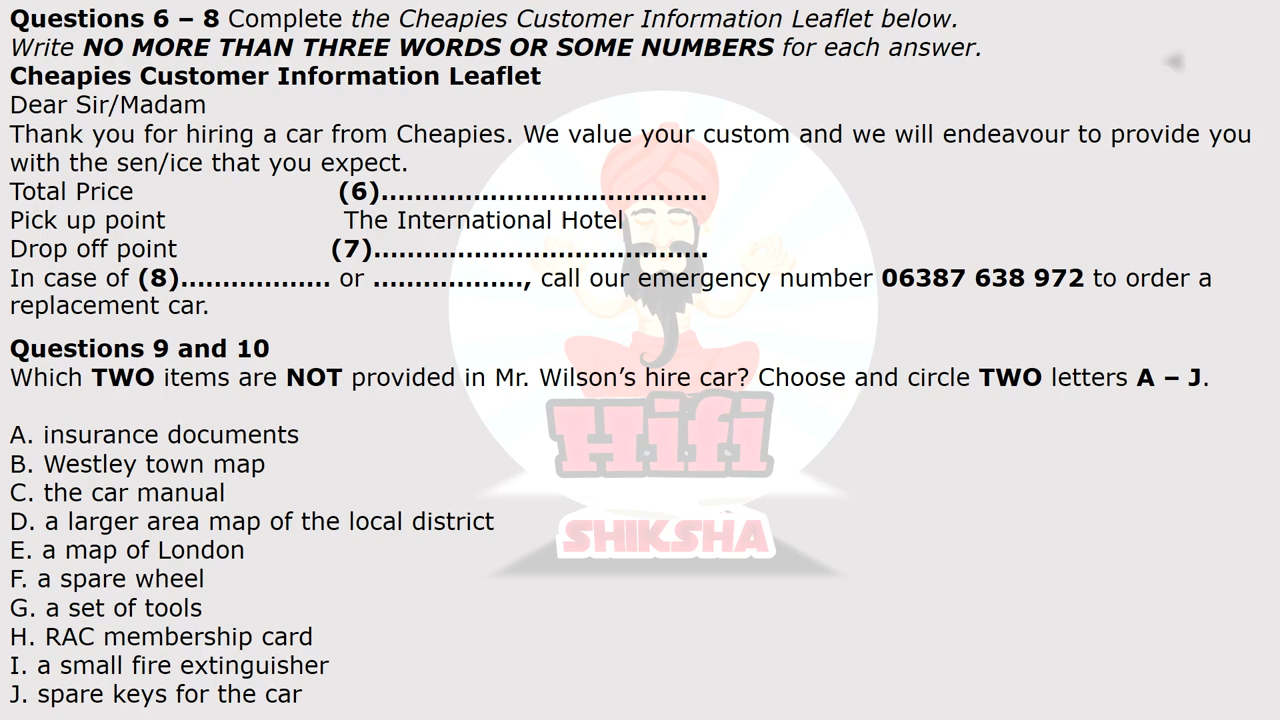 Questions 6 – 8 Complete the Cheapies Customer Information Leaflet below.
Write NO MORE THAN THREE WORDS OR SOME NUMBERS for each answer.
Cheapies Customer Information Leaflet
Dear Sir/Madam
Thank you for hiring a car from Cheapies. We value your custom and we will endeavour to provide you
with the sen/ice that you expect.
Total Price (6)......................................
Pick up point The International Hotel
Drop off point (7).......................................
In case of (8).................. or .................., call our emergency number 06387 638 972 to order a
replacement car.
Questions 9 and 10
Which TWO items are NOT provided in Mr. Wilson’s hire car? Choose and circle TWO letters A – J.
A. insurance documents
B. Westley town map
C. the car manual
D. a larger area map of the local district
E. a map of London
F. a spare wheel
G. a set of tools
H. RAC membership card
I. a small fire extinguisher
J. spare keys for the car
Hifi
SHIKSHA